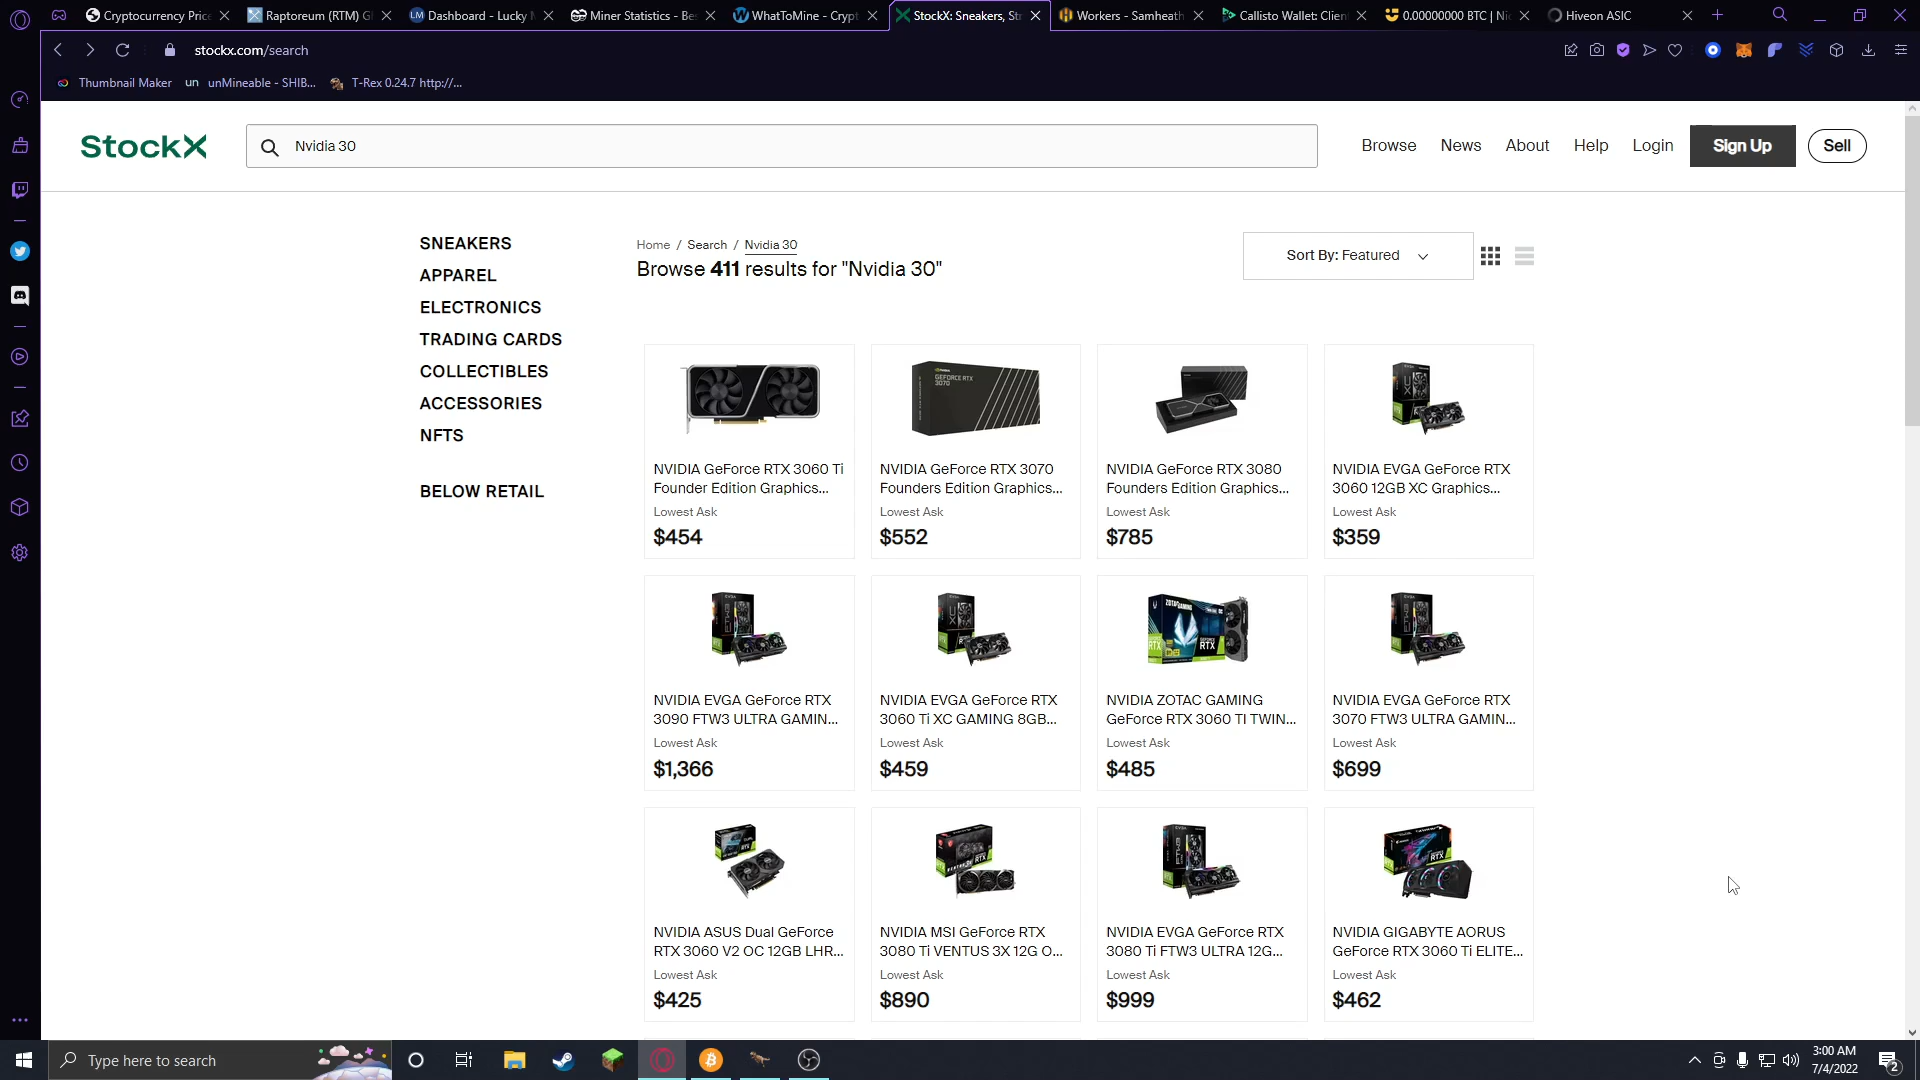 Cryptocurrency Price
Raptoreum (RTM) G
LM Dashboard - Lucky M
Miner Statistics - Be
WhatToMine - Crypt
StockX: Sneakers, Str
Workers - Samheath
Callisto Wallet: Clien
0.00000000 BTC | Ni
Hiveon ASIC
stockx.com/search
Thumbnail Maker
un unMineable - SHIB...
T-Rex 0.24.7 http://...
StockX
Nvidia 30
Browse
News
About
Help
Login
Sign Up
Sell
SNEAKERS
APPAREL
ELECTRONICS
TRADING CARDS
COLLECTIBLES
ACCESSORIES
NFTS
BELOW RETAIL
Home / Search / Nvidia 30
Browse 411 results for "Nvidia 30"
Sort By: Featured
GEFORCE RTX
3070
NVIDIA GeForce RTX 3060 Ti
Founder Edition Graphics...
Lowest Ask
$454
NVIDIA GeForce RTX 3070
Founders Edition Graphics...
Lowest Ask
$552
NVIDIA GeForce RTX 3080
Founders Edition Graphics...
Lowest Ask
$785
NVIDIA EVGA GeForce RTX
3060 12GB XC Graphics...
Lowest Ask
$359
NVIDIA EVGA GeForce RTX
3090 FTW3 ULTRA GAMIN...
Lowest Ask
$1,366
NVIDIA EVGA GeForce RTX
3060 Ti XC GAMING 8GB...
Lowest Ask
$459
NVIDIA ZOTAC GAMING
GeForce RTX 3060 TI TWIN...
Lowest Ask
$485
NVIDIA EVGA GeForce RTX
3070 FTW3 ULTRA GAMIN...
Lowest Ask
$699
NVIDIA ASUS Dual GeForce
RTX 3060 V2 OC 12GB LHR...
Lowest Ask
$425
NVIDIA MSI GeForce RTX
3080 Ti VENTUS 3X 12G O...
Lowest Ask
$890
NVIDIA EVGA GeForce RTX
3080 Ti FTW3 ULTRA 12G...
Lowest Ask
$999
NVIDIA GIGABYTE AORUS
GeForce RTX 3060 Ti ELITE...
Lowest Ask
$462
Type here to search
3:00 AM
7/4/2022
2